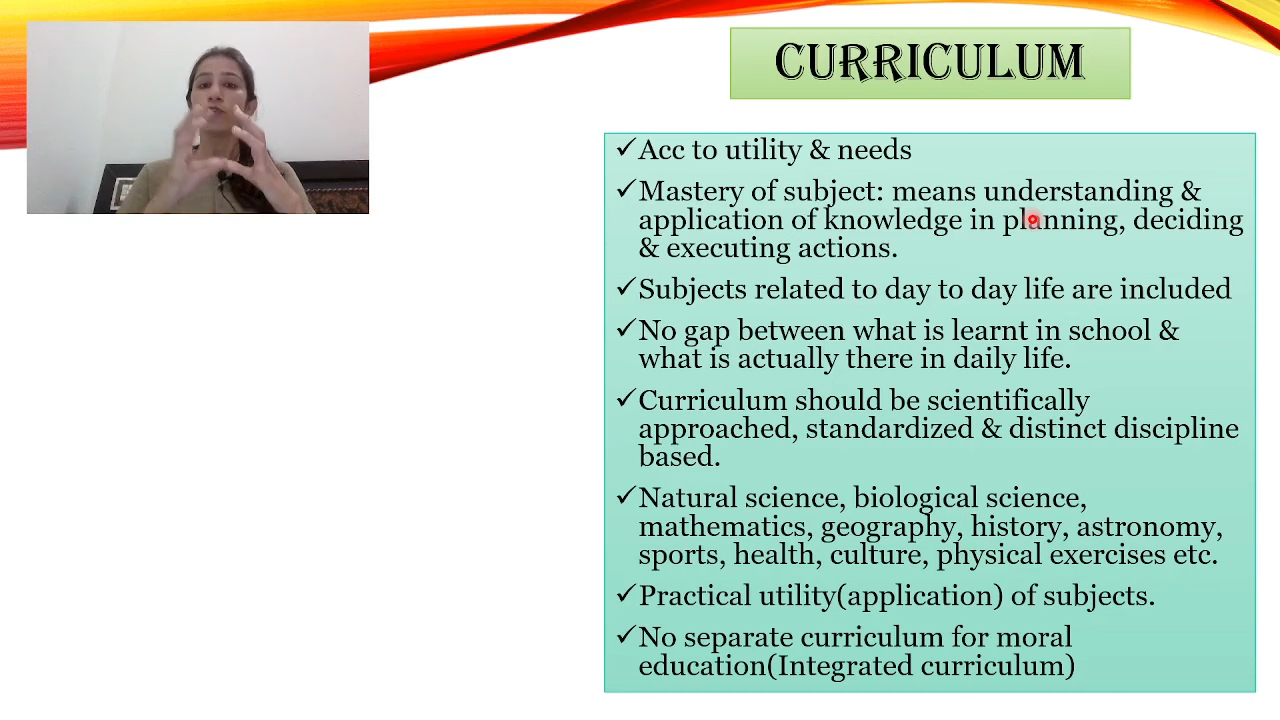 CURRICULUM
✓Acc to utility & needs
✓Mastery of subject: means understanding &
application of knowledge in planning, deciding
& executing actions.
✓Subjects related to day to day life are included
✓No gap between what is learnt in school &
what is actually there in daily life.
✓Curriculum should be scientifically
approached, standardized & distinct discipline
based.
✓Natural science, biological science,
mathematics, geography, history, astronomy,
sports, health, culture, physical exercises etc.
✓Practical utility(application) of subjects.
✓No separate curriculum for moral
education(Integrated curriculum)